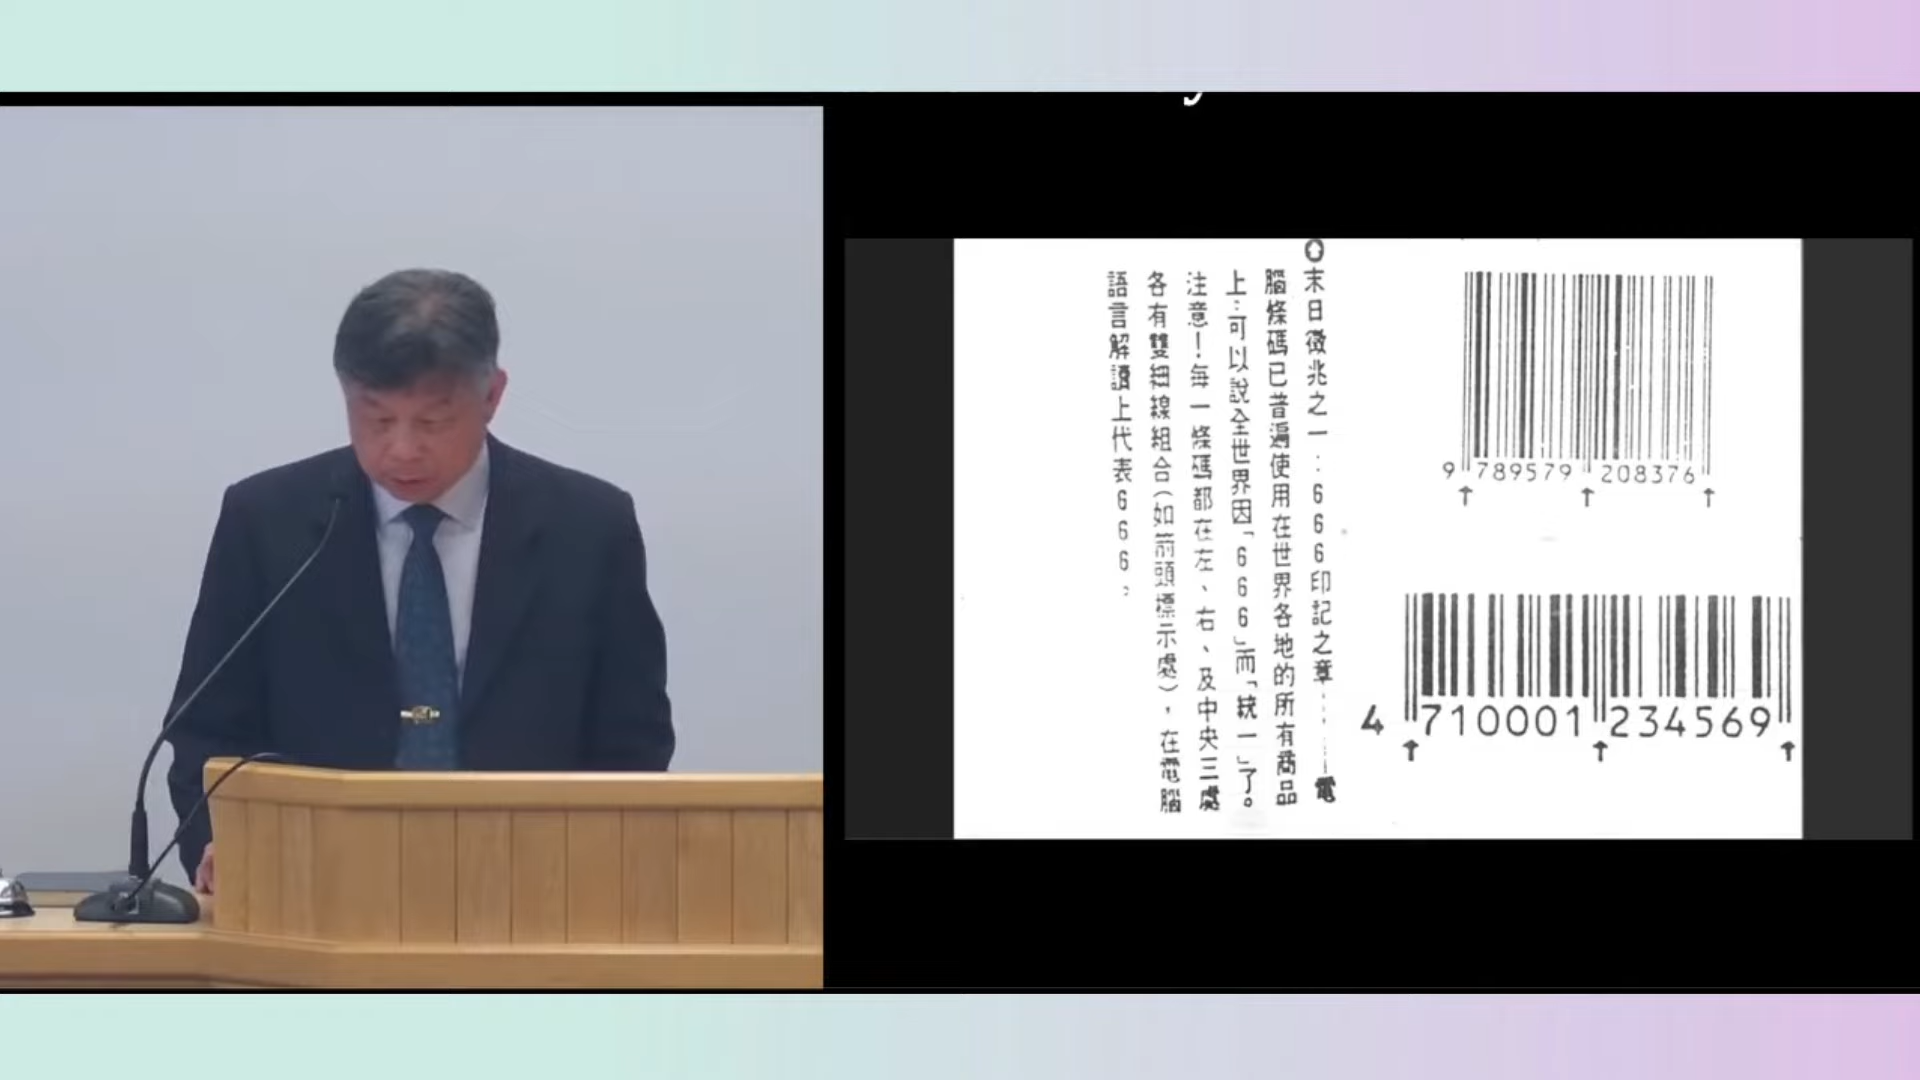 末日徵兆之一:666印記之章……電
腦條碼已普遍使用在世界各地的所有商品
上…可以說全世界因「666」而「統一」了。
注意!每一條碼都在左、右、及中央三處
各有雙細線組合(如箭頭標示處),在電腦
語言解讀上代表666。
9 789579 208376
4 710001 234569